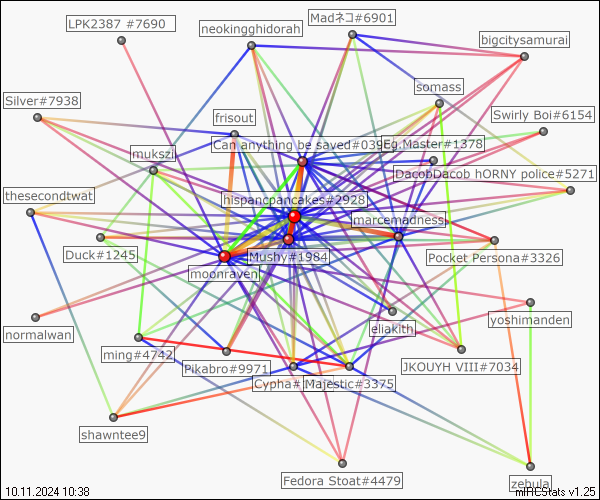 LPK2387 #7690
neokingghidorah
Madネコ#6901
bigcitysamurai
somass
Silver#7938
frisout
Swirly Boi#6154
Can anything be saved#039
Eg.Master#1378
mukszi
DacobDacob hORNY police#5271
thesecondtwat
hispancpancakes#2928
marcemadness
Duck#1245
Mushy#1984
Pocket Persona#3326
moonraven
yoshimanden
normalwan
eliakith
ming#4742
Pikabro#9971
JKOUYH VIII#7034
Cypha#
Majestic#3375
shawntee9
Fedora Stoat#4479
zebula
10.11.2024 10:38
mIRCStats v1.25